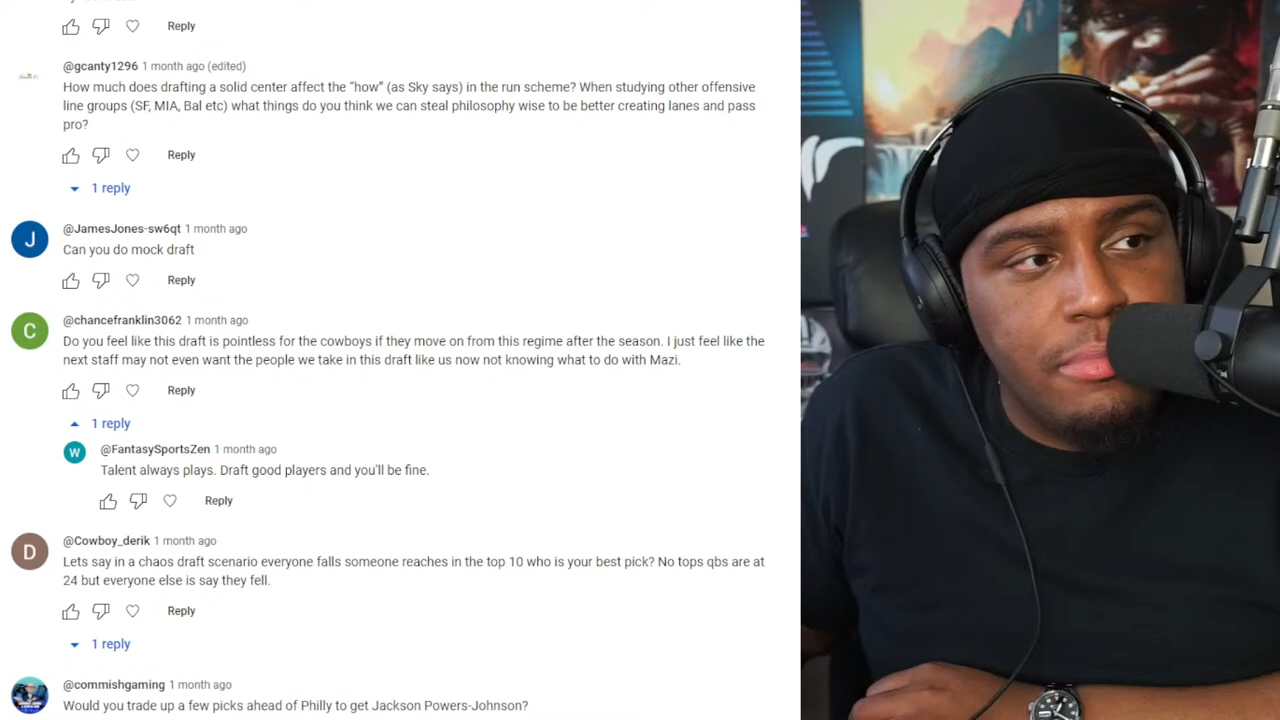 Reply
@gcanty1296 1 month ago (edited)
How much does drafting a solid center affect the "how" (as Sky says) in the run scheme? When studying other offensive
line groups (SF, MIA, Bal etc) what things do you think we can steal philosophy wise to be better creating lanes and pass
pro?
Reply
1 reply
J
@JamesJones-sw6qt 1 month ago
Can you do mock draft
Reply
C
@chancefranklin3062 1 month ago
Do you feel like this draft is pointless for the cowboys if they move on from this regime after the season. I just feel like the
next staff may not even want the people we take in this draft like us now not knowing what to do with Mazi.
Reply
1 reply
W
@FantasySportsZen 1 month ago
Talent always plays. Draft good players and you'll be fine.
Reply
D
@Cowboy_derik 1 month ago
Lets say in a chaos draft scenario everyone falls someone reaches in the top 10 who is your best pick? No tops qbs are at
24 but everyone else is say they fell.
Reply
1 reply
@commishgaming 1 month ago
Would you trade up a few picks ahead of Philly to get Jackson Powers-Johnson?